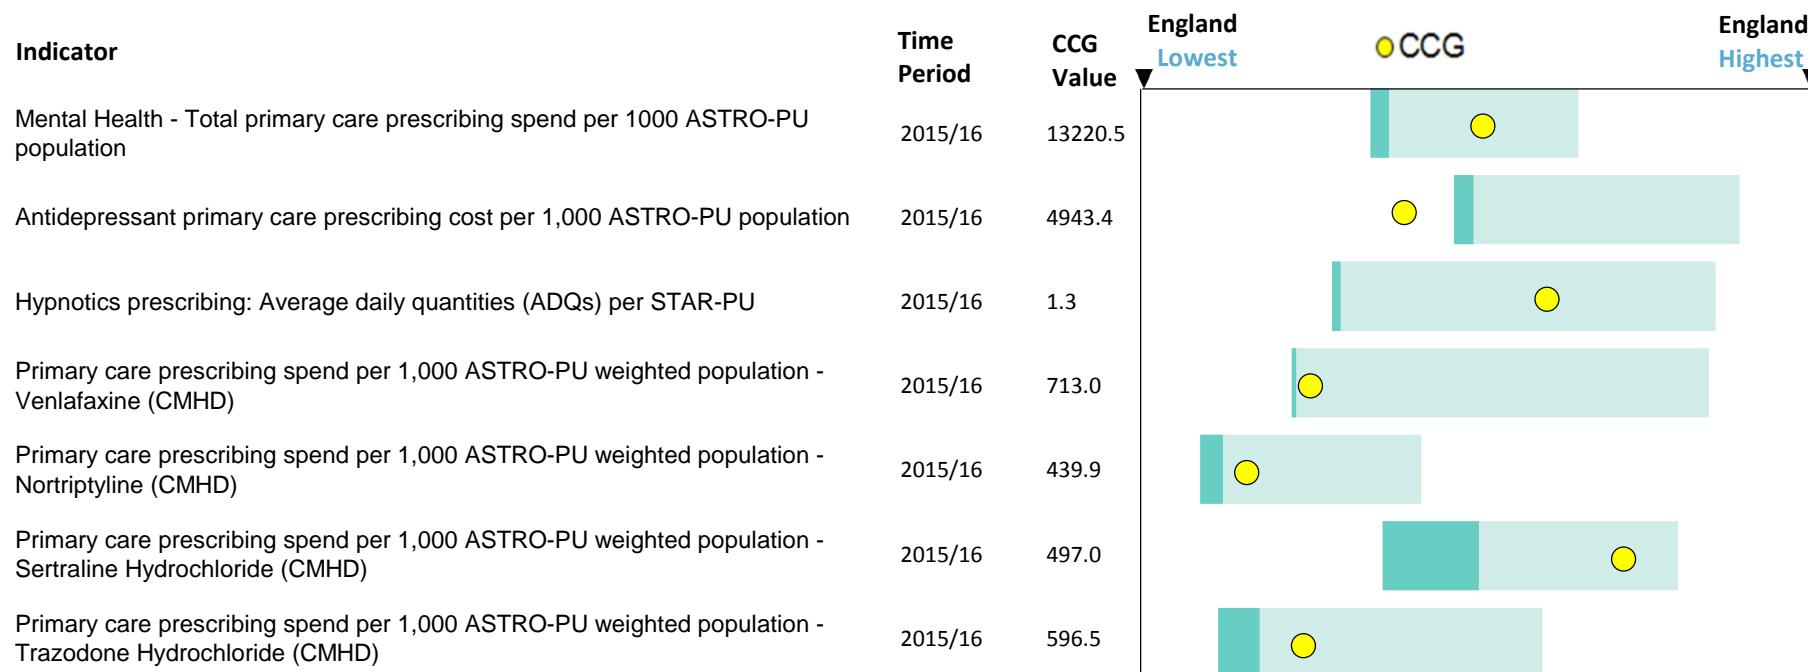 Indicator
Time
Period
CCG
Value
England
Lowest
CCG
England
Highest
Mental Health - Total primary care prescribing spend per 1000 ASTRO-PU
population
2015/16
13220.5
Antidepressant primary care prescribing cost per 1,000 ASTRO-PU population
2015/16
4943.4
Hypnotics prescribing: Average daily quantities (ADQs) per STAR-PU
2015/16
1.3
Primary care prescribing spend per 1,000 ASTRO-PU weighted population -
Venlafaxine (CMHD)
2015/16
713.0
Primary care prescribing spend per 1,000 ASTRO-PU weighted population -
Nortriptyline (CMHD)
2015/16
439.9
Primary care prescribing spend per 1,000 ASTRO-PU weighted population -
Sertraline Hydrochloride (CMHD)
2015/16
497.0
Primary care prescribing spend per 1,000 ASTRO-PU weighted population -
Trazodone Hydrochloride (CMHD)
2015/16
596.5